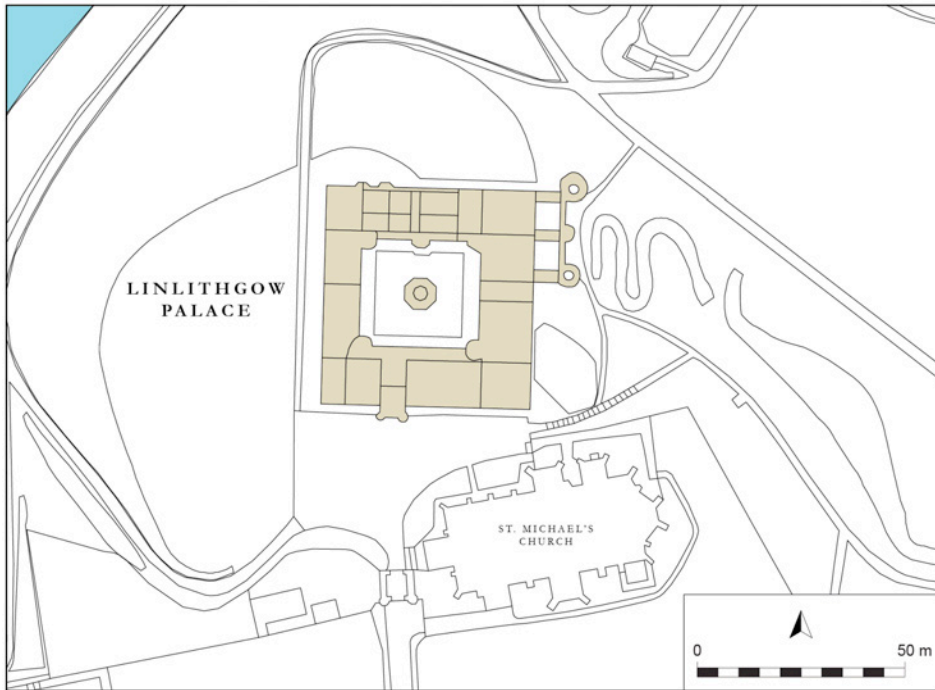 LINLITHGOW
PALACE
ST. MICHAEL'S
CHURCH
0 50 m